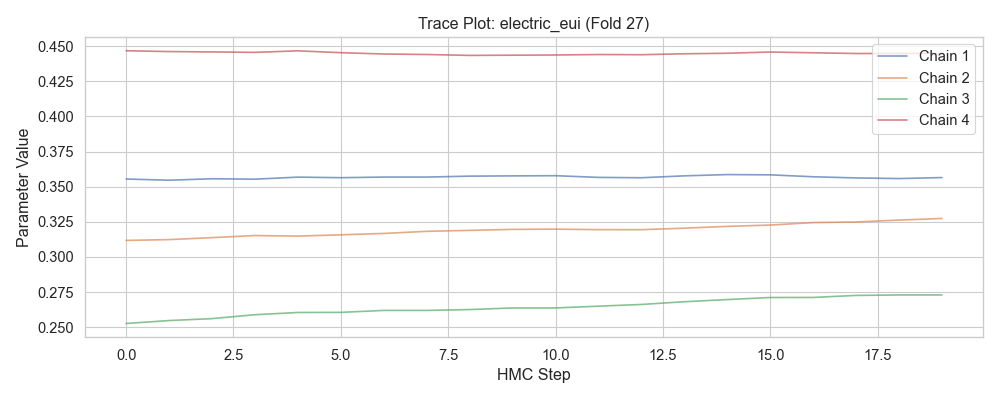 Trace Plot: electric_eui (Fold 27)
Parameter Value
0.450
0.425
0.400
0.375
0.350
0.325
0.300
0.275
0.250
Chain 1
Chain 2
Chain 3
Chain 4
0.0 2.5 5.0 7.5 10.0 12.5 15.0 17.5
HMC Step